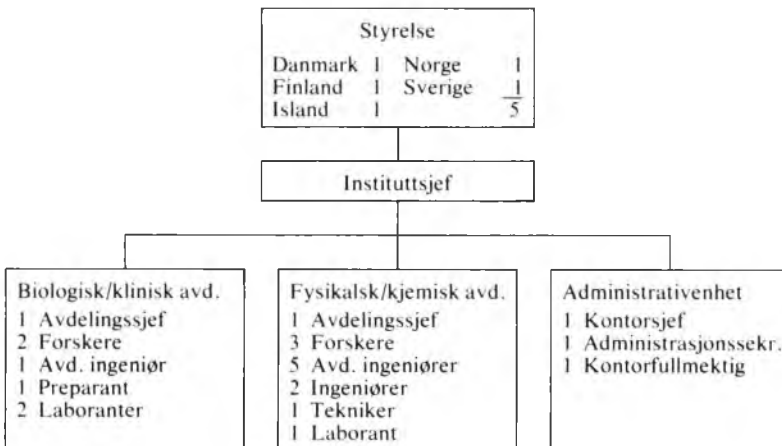 Styrelse
Danmark 1 Norge 1
Finland 1 Sverige 1
Island 1 5
Instituttsjef
Biologisk/klinisk avd.
1 Avdelingssjef
2 Forskere
1 Avd. ingeniør
1 Preparant
2 Laboranter
Fysikalsk/kjemisk avd.
1 Avdelingssjef
3 Forskere
5 Avd. ingeniører
2 Ingeniører
1 Tekniker
1 Laborant
Administrativenhet
1 Kontorsjef
1 Administrasjonssekr.
1 Kontorfullmektig